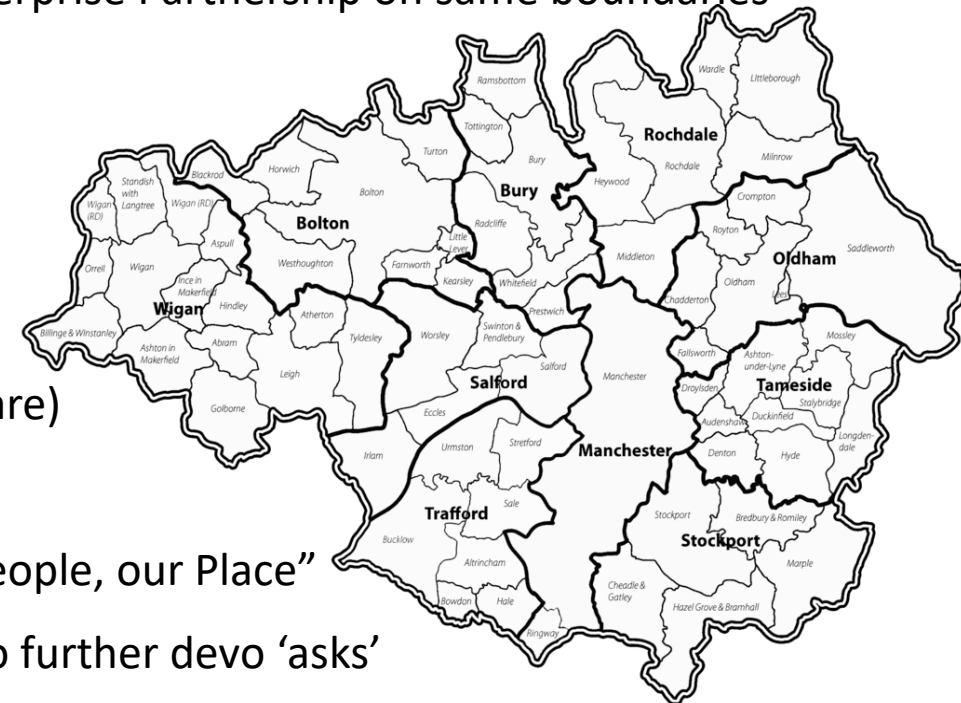 erprise Partnership on same boundaries
Ramsbottom
Wardle
Littleborough
Tottington
Rochdale
Turton
Bury
Milnrow
Horwich
Rochdale
Blackrod
Standish
with
Langtree
Wigan (RD)
Wigan
(RD)
Bolton
Bury
Heywood
Crompton
Bolton
Radcliffe
Royton
Aspull
Little
Lever
Saddleworth
Oldham
Westhoughton
Farnworth
Middleton
Orrell
Wigan
Kearsley
Whitefield
Oldham
Ince in
Makerfield
Lees
Wigan
Hindley
Prestwich
Chadderton
Atherton
Swinton &
Pendlebury
Billinge & Winstanley
Tyldesley
Worsley
Mossley
Abram
Failsworth
Ashton-
under-Lyne
Ashton in
Makerfield
Salford
Manchester
Leigh
Salford
Droylsden
Tameside
Stalybridge
are)
Golborne
Eccles
Audenshaw
Duckinfield
Longden-
dale
Urmston
Stretford
Manchester
Denton
Hyde
Irlam
Trafford
Sale
Stockport
Bredbury & Romiley
Bucklow
Stockport
eople, our Place”
Altrincham
Cheadle &
Gatley
Marple
Bowdon
Hale
Hazel Grove & Bramhall
Ringway
o further devo ‘asks’